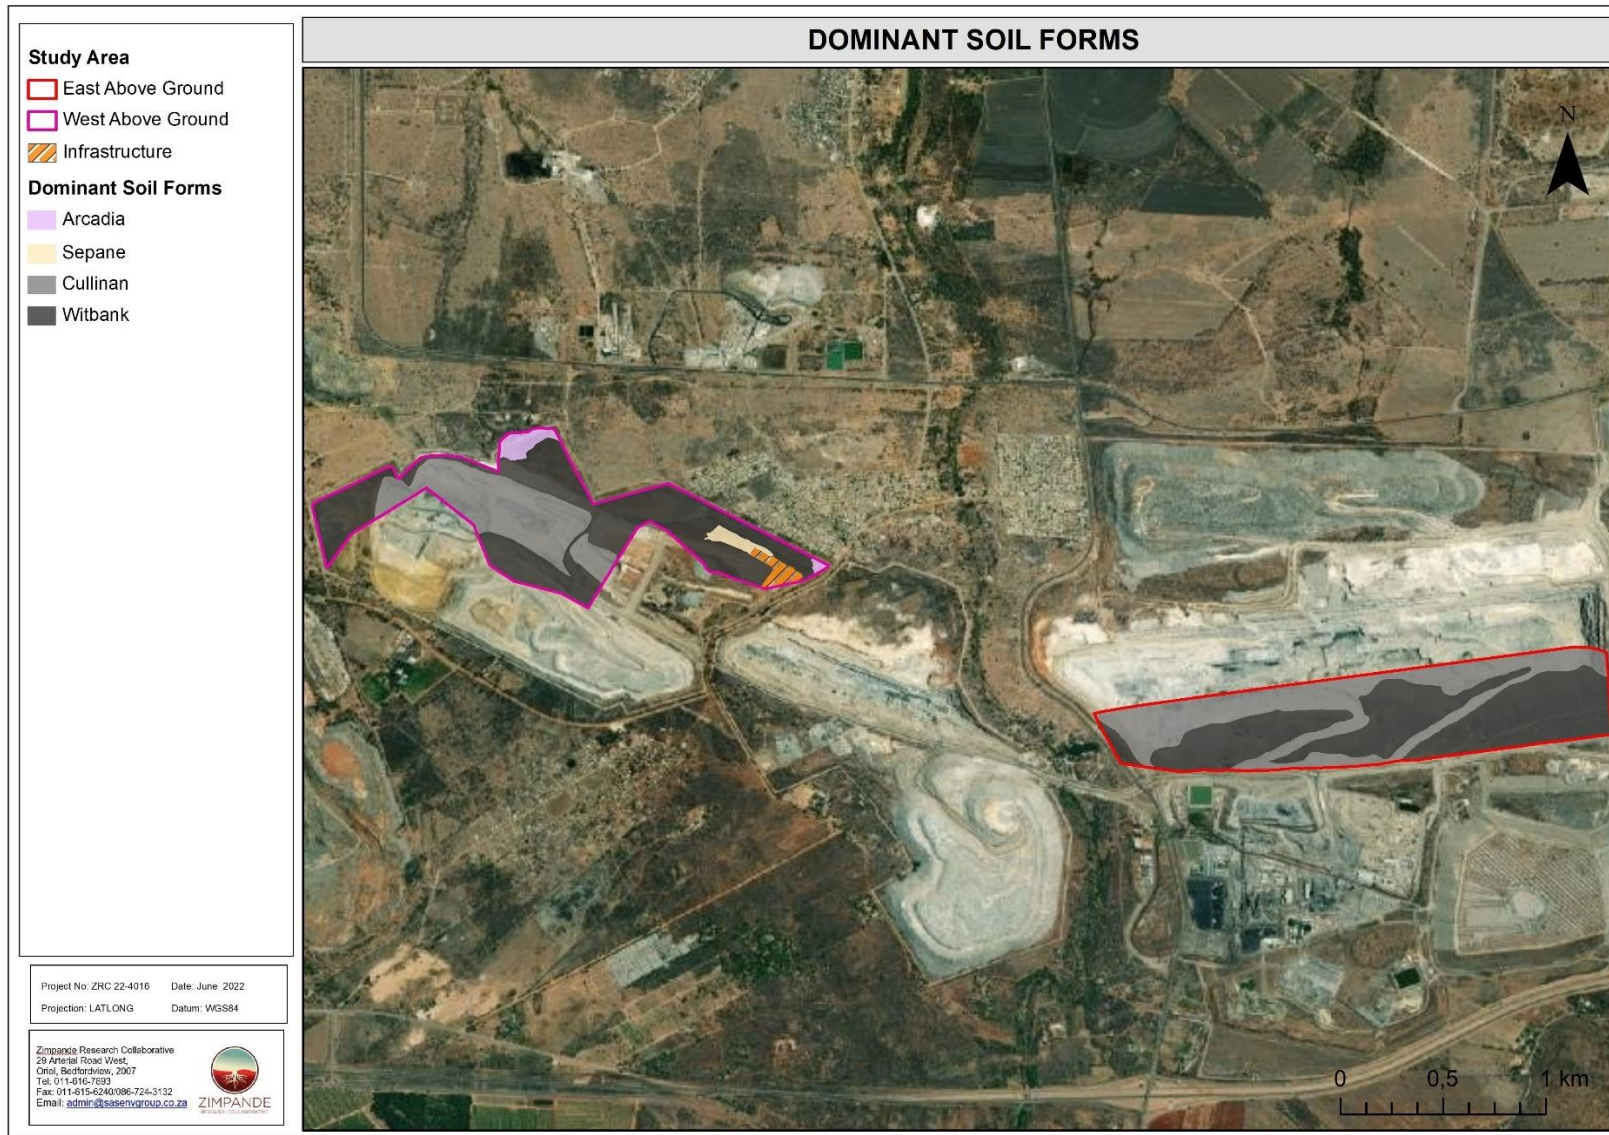 DOMINANT SOIL FORMS
Study Area
East Above Ground
West Above Ground
Infrastructure
Dominant Soil Forms
Arcadia
Sepane
Cullinan
Witbank
N
0 0,5 1 km
Project No: ZRC 22-4016 Date: June 2022
Projection: LATLONG Datum: WGS84
Zimpande Research Collaborative
29 Arterial Road West,
Oriel, Bedfordview, 2007
Tel: 011-616-7893
Fax: 011-615-6240/086-724-3132
Email: admin@sasenvgroup.co.za
ZIMPANDE
RESEARCH COLLABORATIVE